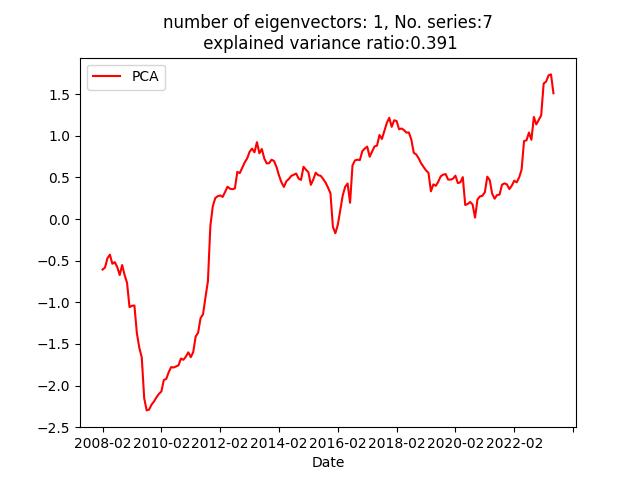 number of eigenvectors: 1, No. series:7
explained variance ratio:0.391
PCA
1.5
1.0
0.5
0.0
−0.5
−1.0
−1.5
−2.0
−2.5
2008-02 2010-02 2012-02 2014-02 2016-02 2018-02 2020-02 2022-02
Date